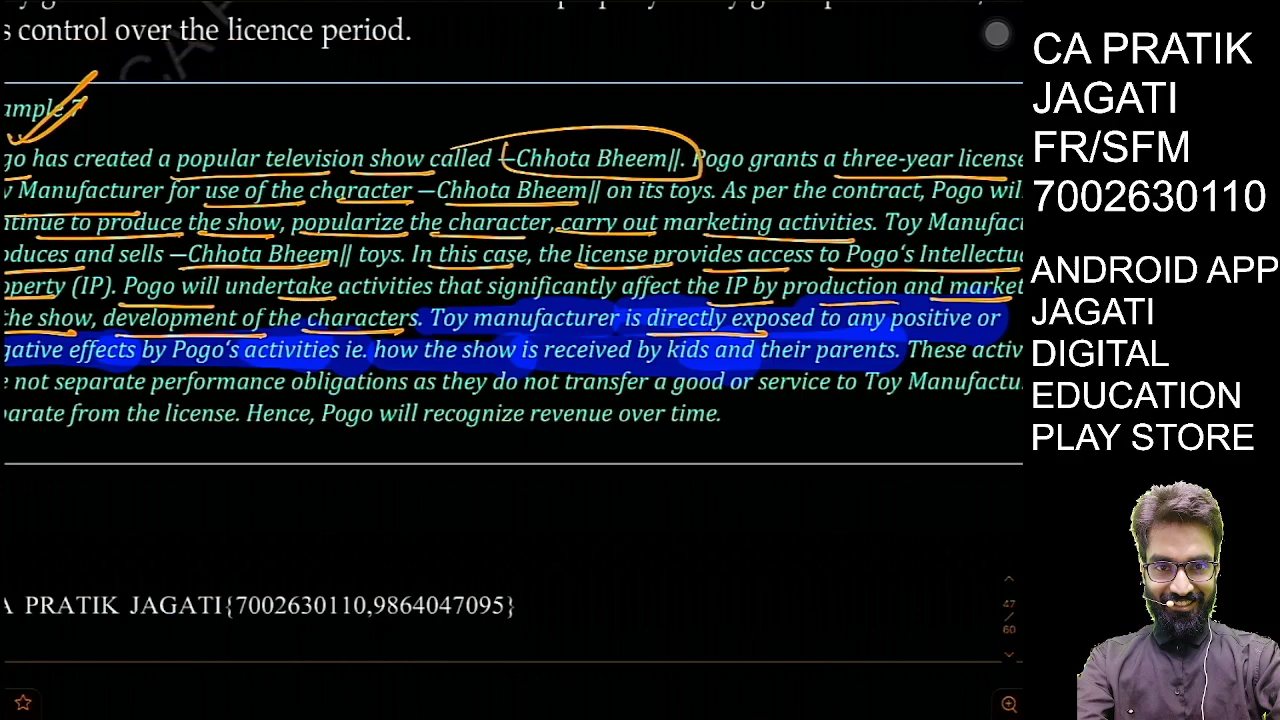 s control over the licence period.
ample 7
go has created a popular television show called ―Chhota Bheem‖. Pogo grants a three-year license
y Manufacturer for use of the character ―Chhota Bheem‖ on its toys. As per the contract, Pogo wil
ntinue to produce the show, popularize the character, carry out marketing activities. Toy Manufact
oduces and sells ―Chhota Bheem‖ toys. In this case, the license provides access to Pogo‘s Intellectua
operty (IP). Pogo will undertake activities that significantly affect the IP by production and market
the show, development of the characters. Toy manufacturer is directly exposed to any positive or
gative effects by Pogo‘s activities ie. how the show is received by kids and their parents. These activ
e not separate performance obligations as they do not transfer a good or service to Toy Manufactu
parate from the license. Hence, Pogo will recognize revenue over time.
A PRATIK JAGATI{7002630110,9864047095}
47
/
60
CA PRATIK
JAGATI
FR/SFM
7002630110
ANDROID APP
JAGATI
DIGITAL
EDUCATION
PLAY STORE